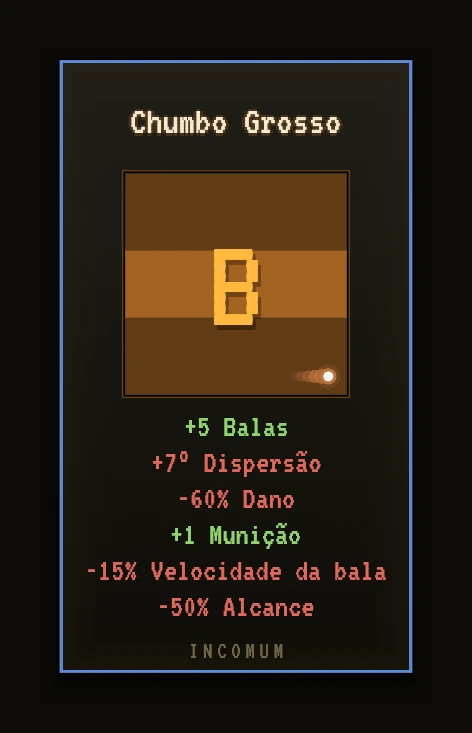 Chumbo Grosso
B
+5 Balas
+7° Dispersão
-60% Dano
+1 Munição
-15% Velocidade da bala
-50% Alcance
INCOMUM